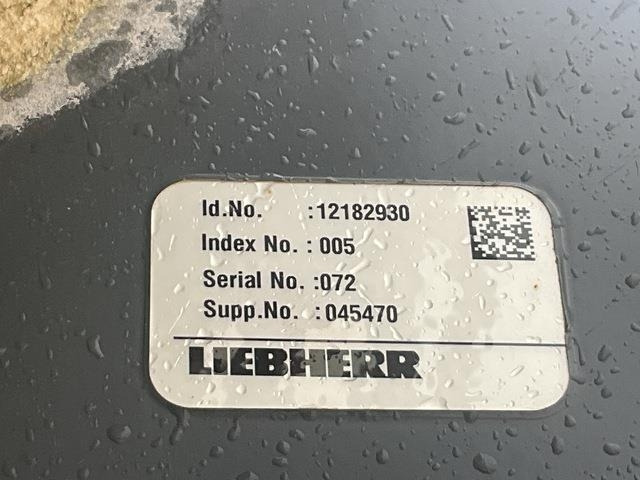 Id.No. :12182930
Index No. : 005
Serial No. :072
Supp.No. :045470
LIEBHERR